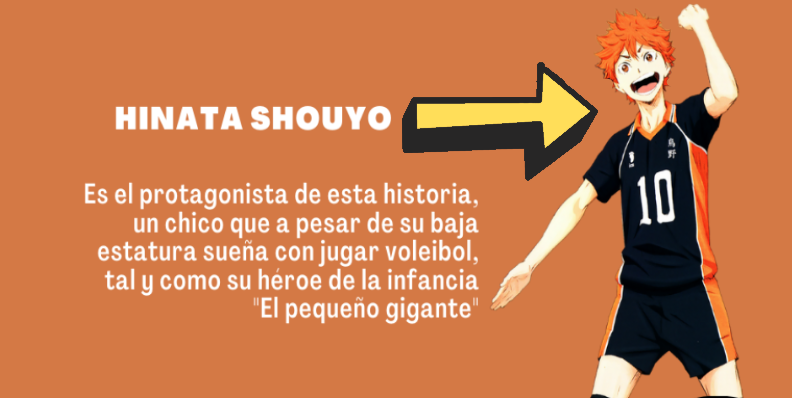 HINATA SHOUYO
Es el protagonista de esta historia,
un chico que a pesar de su baja
estatura sueña con jugar voleibol,
tal y como su héroe de la infancia
"El pequeño gigante"
烏野
10